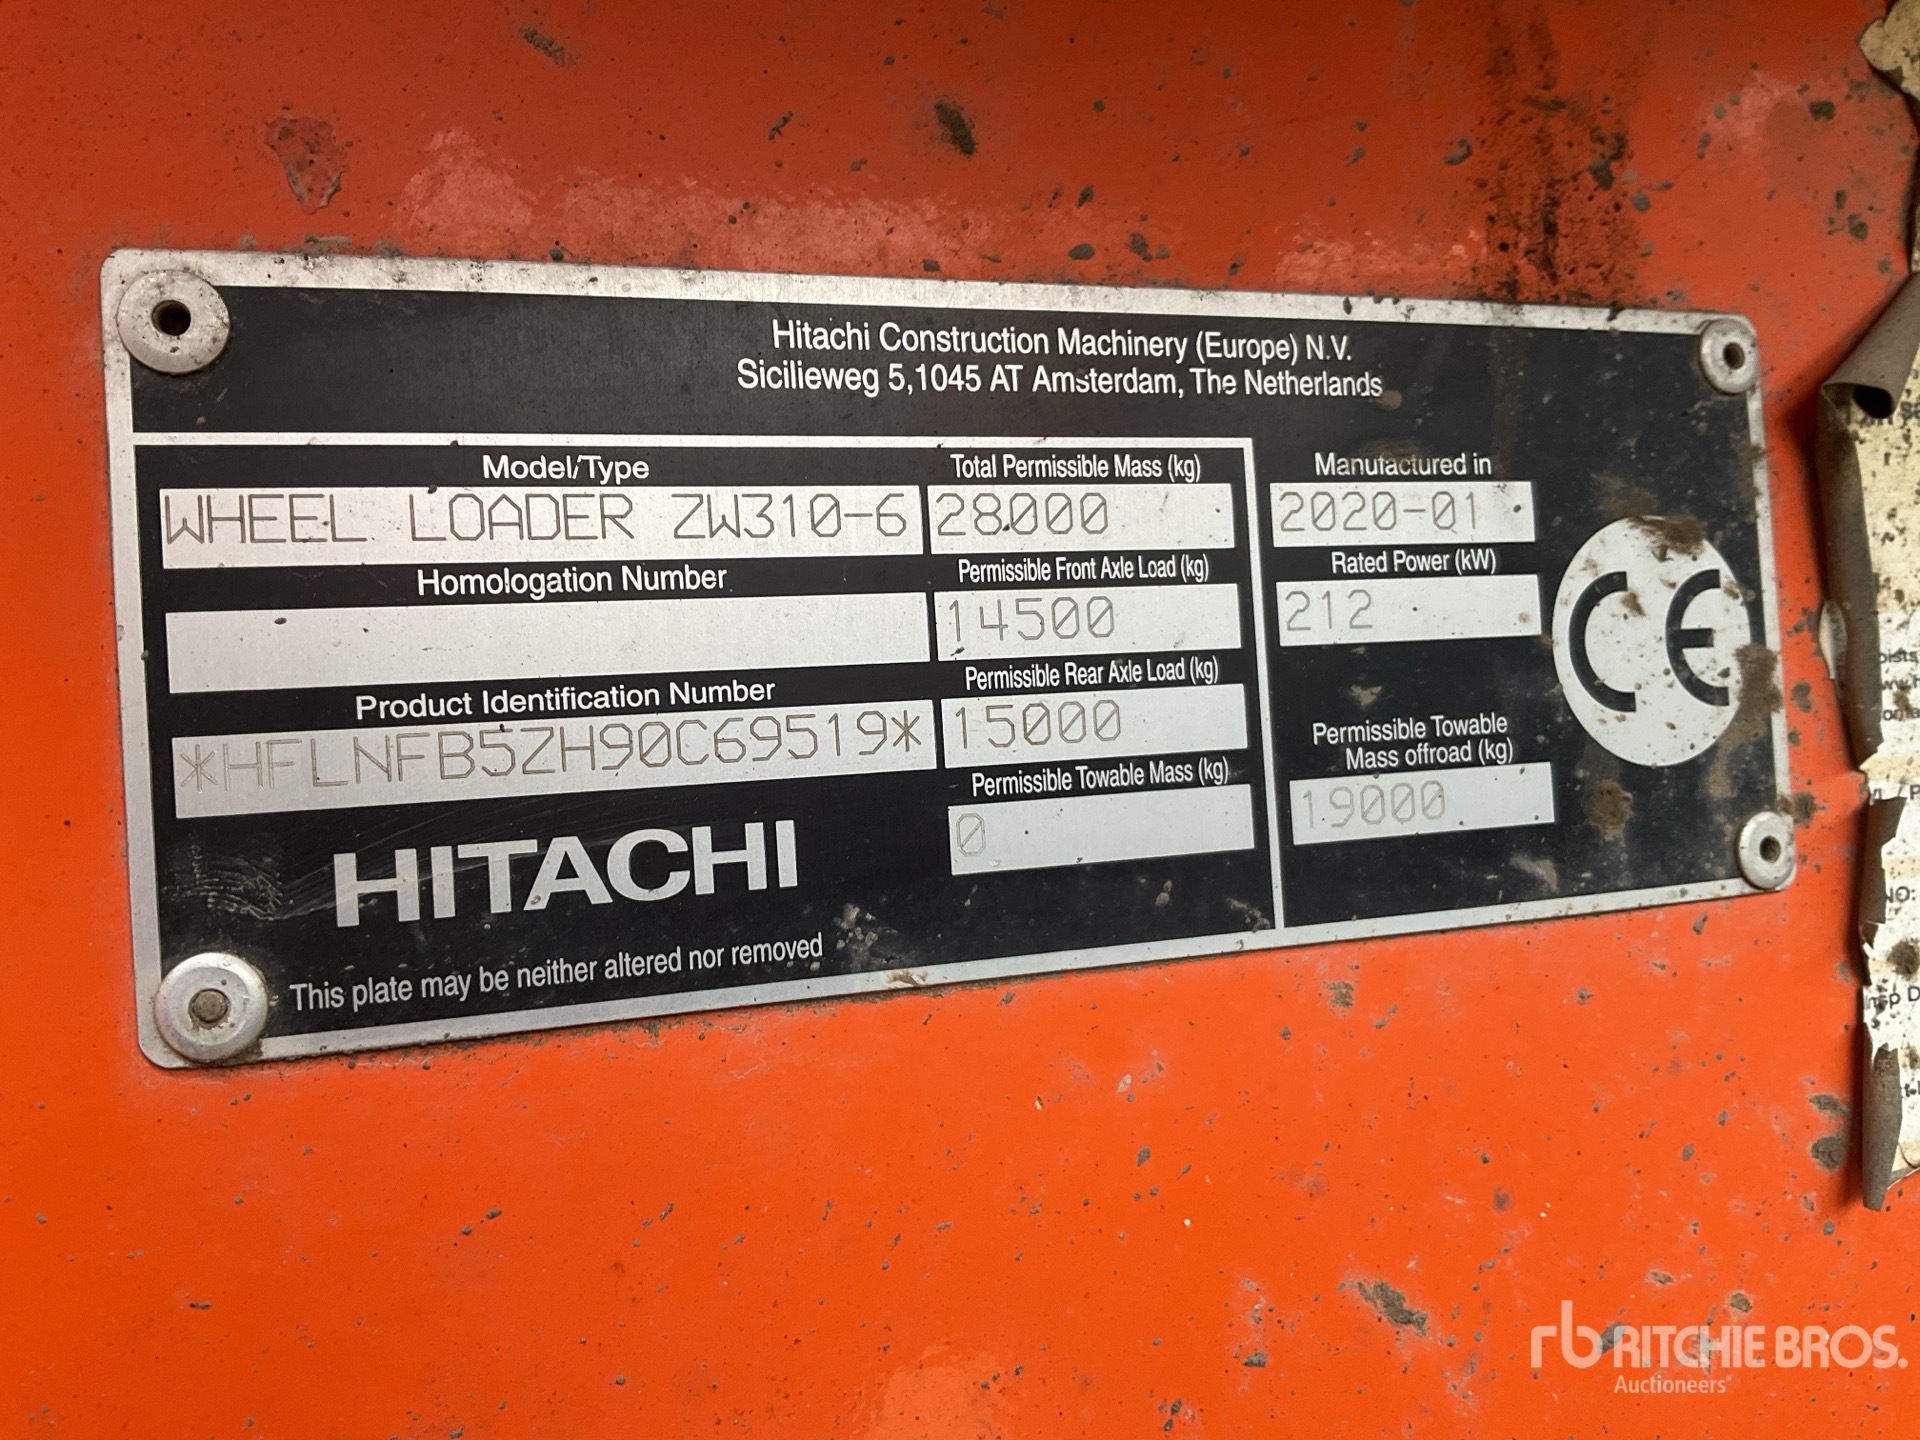 Hitachi Construction Machinery (Europe) N.V.
Sicilieweg 5,1045 AT Amsterdam, The Netherlands
Model/Type
WHEEL LOADER ZW310-6
Homologation Number
Product Identification Number
*HFLNFB5ZH90C69519*
HITACHI
This plate may be neither altered nor removed
Total Permissible Mass (kg)
28000
Permissible Front Axle Load (kg)
14500
Permissible Rear Axle Load (kg)
15000
Permissible Towable Mass (kg)
0
Manufactured in
2020-01
Rated Power (kW)
212
Permissible Towable
Mass offroad (kg)
19000
CE
NO:
rb RITCHIE BROS.
Auctioneers